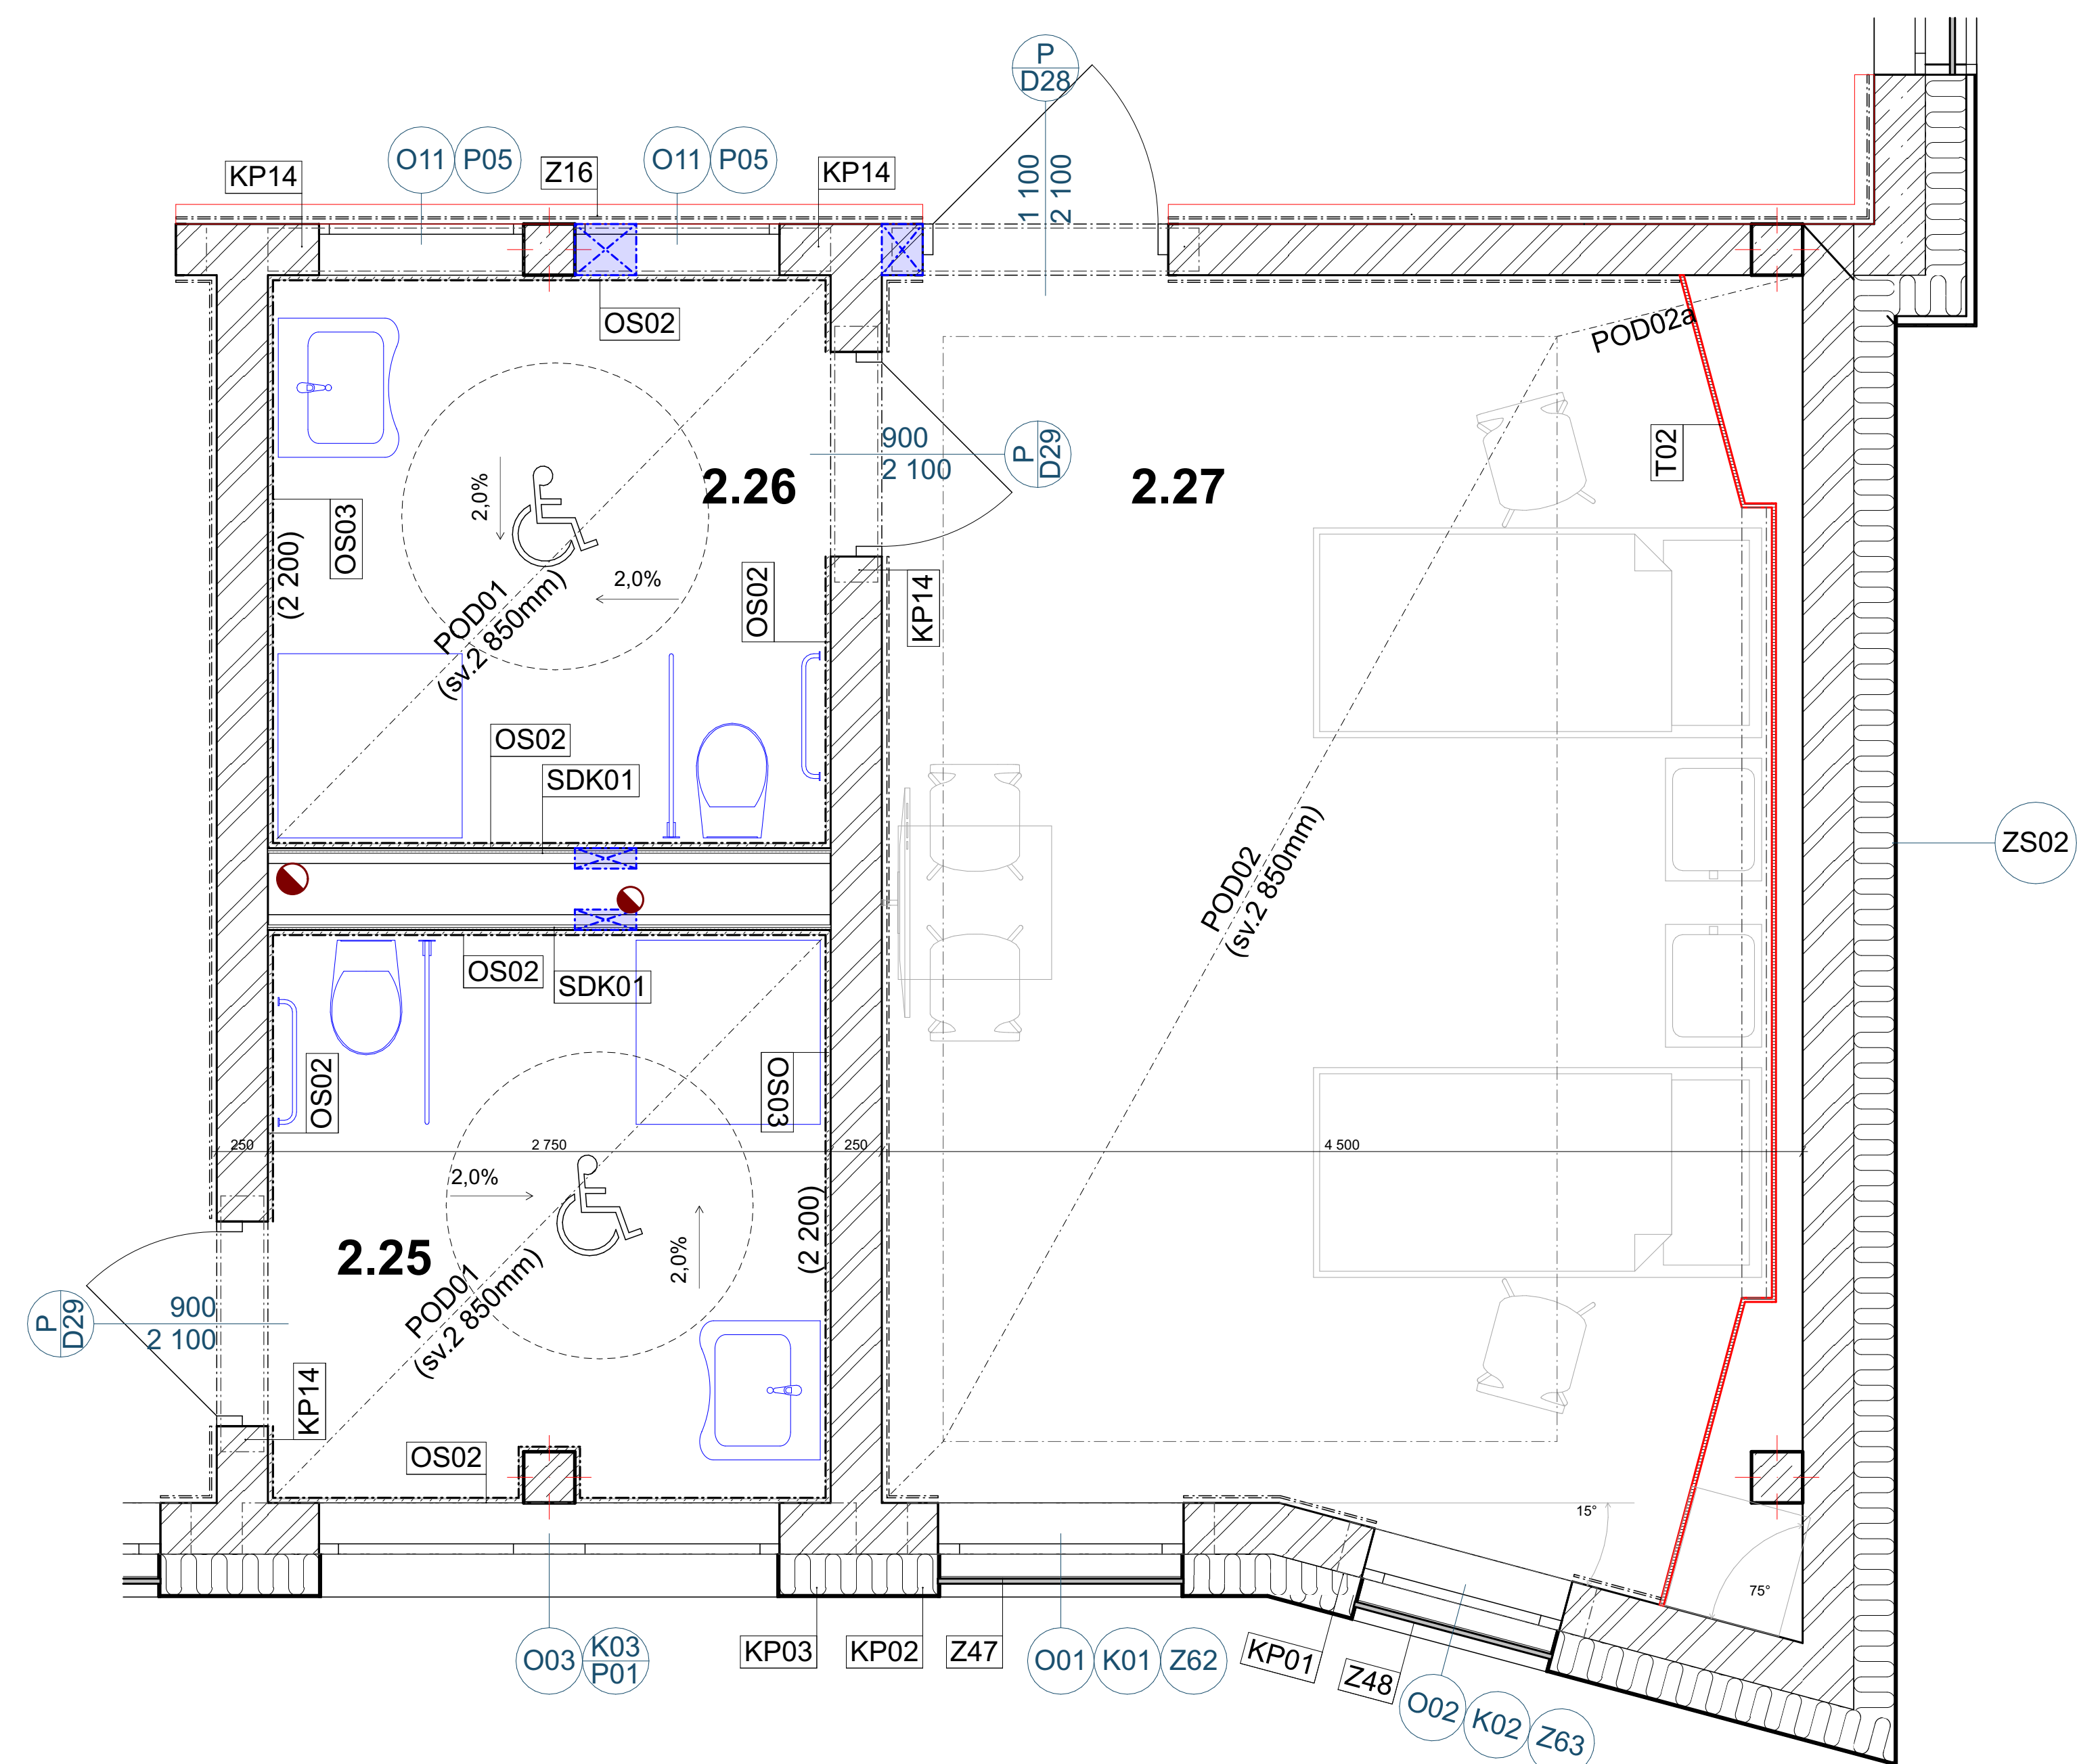 P
D28
1 100
2 100
KP14
O11
P05
Z16
O11
P05
KP14
OS02
POD02a
T02
900
2 100
P
D29
2.26
2.27
2,0%
OS03
(2 200)
2,0%
POD01
(sv.2 850mm)
OS02
KP14
OS02
SDK01
ZS02
POD02
(sv.2 850mm)
OS02
SDK01
OS02
OS03
250
2 750
250
4 500
2,0%
(2 200)
2,0%
2.25
POD01
(sv.2 850mm)
P
D29
900
2 100
KP14
OS02
15°
75°
O03
K03
P01
KP03
KP02
Z47
O01
K01
Z62
KP01
Z48
O02
K02
Z63